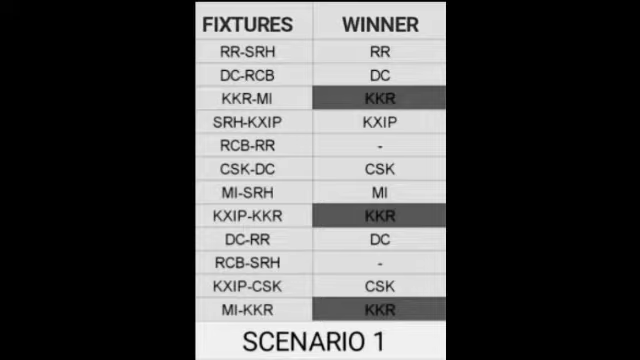 FIXTURES WINNER
RR-SRH RR
DC-RCB DC
KKR-MI KKR
SRH-KXIP KXIP
RCB-RR -
CSK-DC CSK
MI-SRH MI
KXIP-KKR KKR
DC-RR DC
RCB-SRH -
KXIP-CSK CSK
MI-KKR KKR
SCENARIO 1